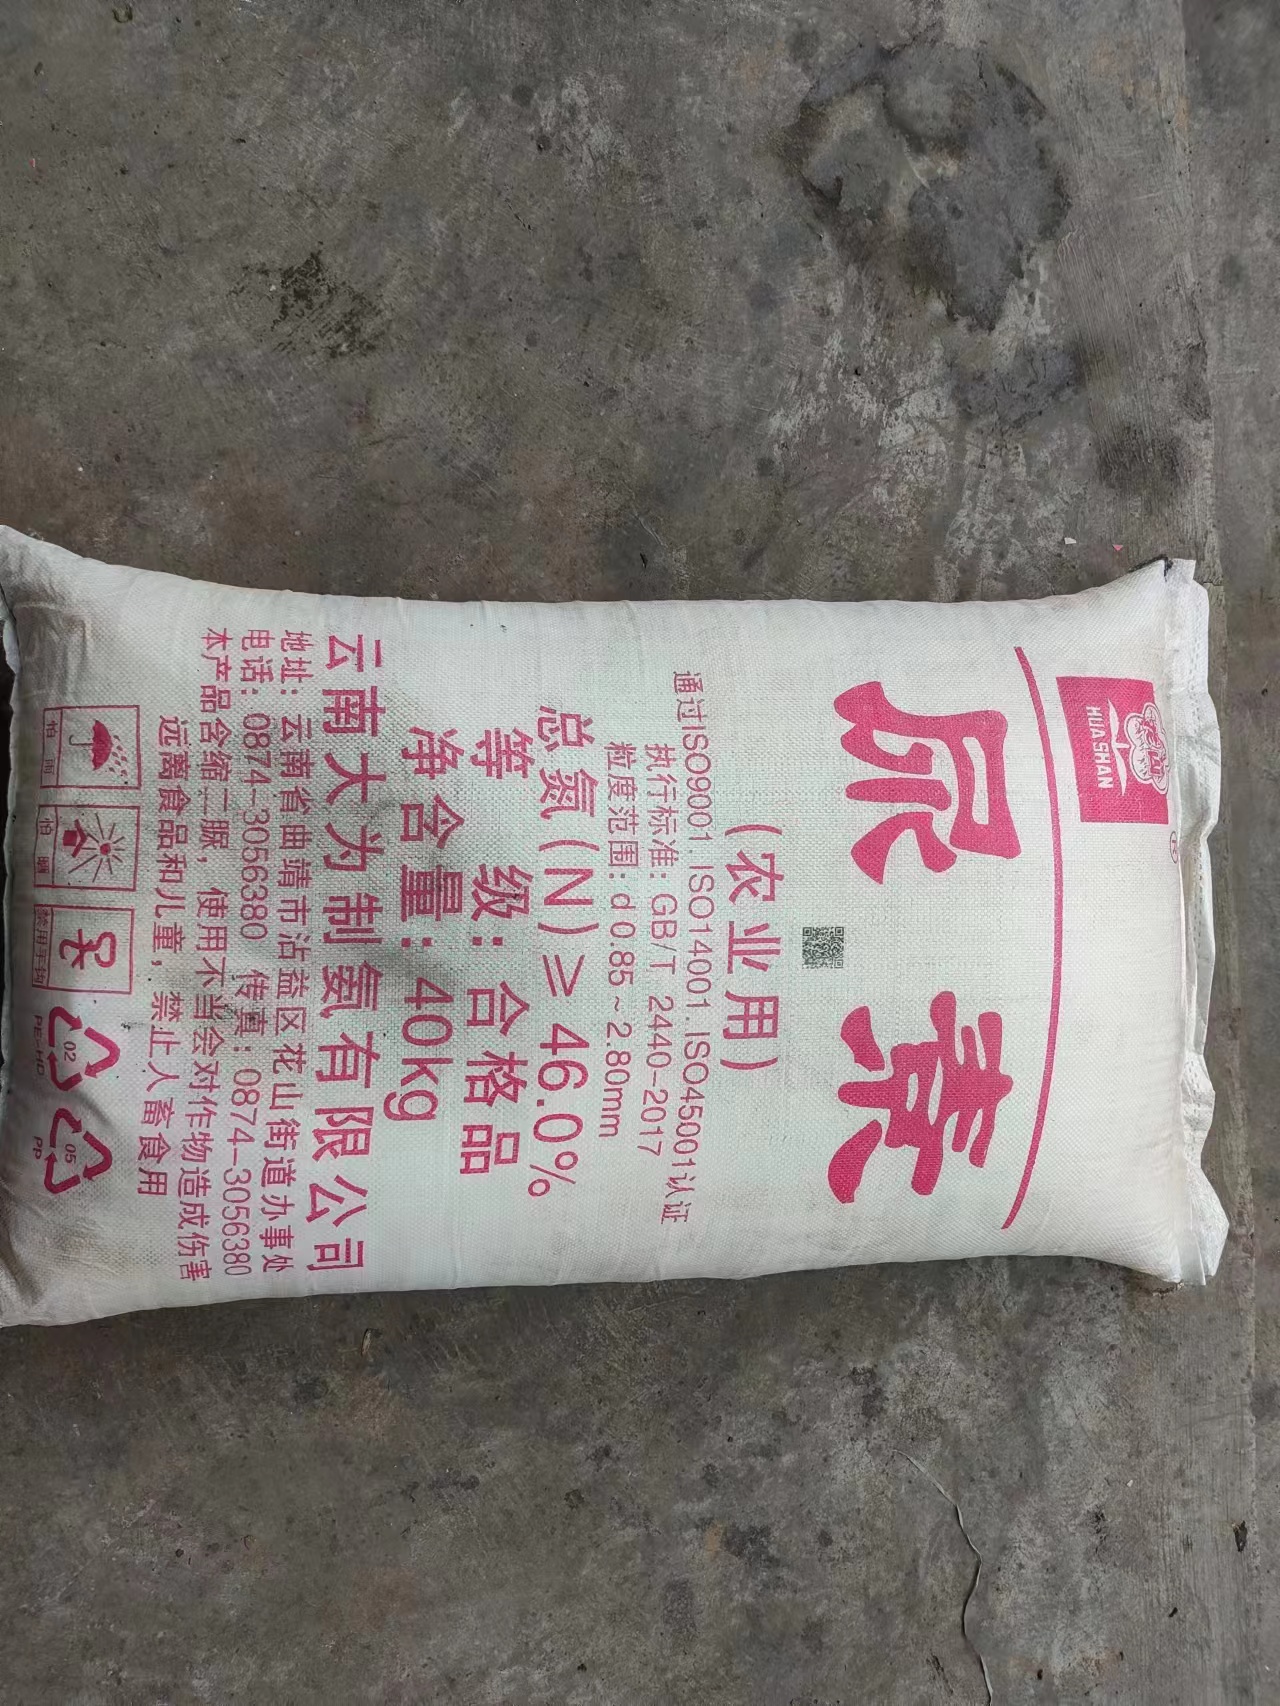 花山
HUA SHAN
®
尿 素
(农业用)
通过ISO9001.ISO14001.ISO45001认证
执行标准: GB/T 2440-2017
粒度范围: d0.85~2.80mm
总氮(N)≥46.0%
等 级: 合格品
净含量: 40kg
云南大为制氨有限公司
地址: 云南省曲靖市沾益区花山街道办事处
电话: 0874-3056380 传真: 0874-3056380
本产品含缩二脲, 使用不当会对作物造成伤害
远离食品和儿童, 禁止人畜食用
怕雨
怕晒
禁用手钩
02
PE-HD
05
PP